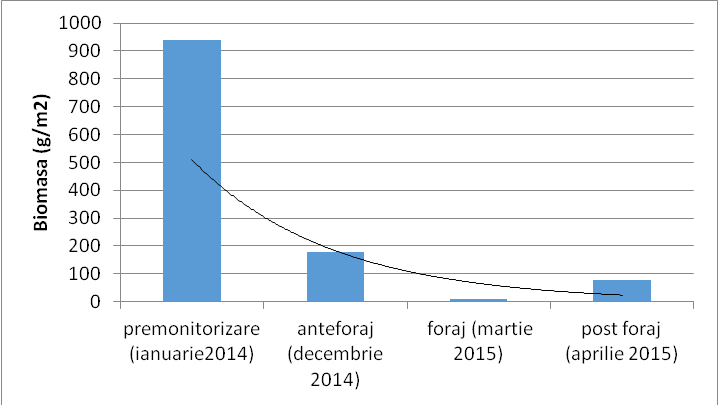 Biomasa (g/m2)
1000
900
800
700
600
500
400
300
200
100
0
premonitorizare
(ianuarie2014)
anteforaj
(decembrie
2014)
foraj (martie
2015)
post foraj
(aprilie 2015)